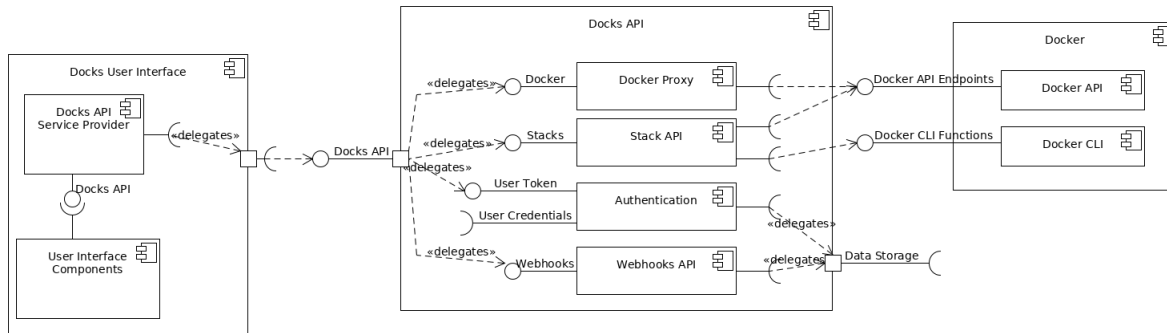 Docks API
Docks User Interface
Docker
Docks API
Service Provider
«delegates»
Docks API
User Interface
Components
Docks API
«delegates»
Docker
Docker Proxy
Docker API Endpoints
Docker API
«delegates»
Stacks
Stack API
Docker CLI Functions
Docker CLI
«delegates»
User Token
Authentication
User Credentials
«delegates»
«delegates»
Webhooks
Webhooks API
«delegates»
Data Storage